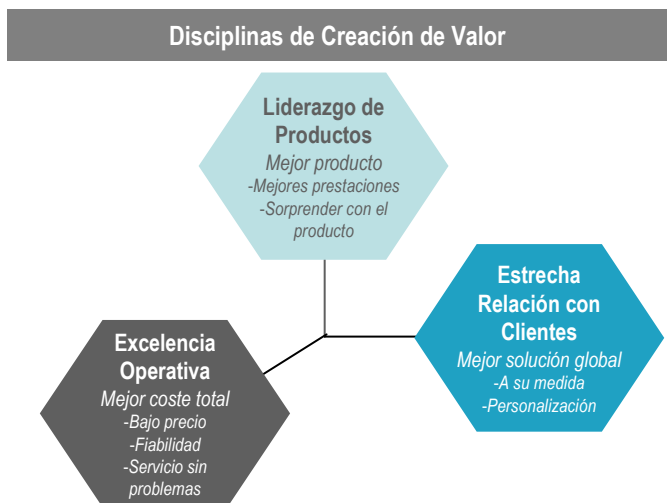 Disciplinas de Creación de Valor
Liderazgo de
Productos
Mejor producto
-Mejores prestaciones
-Sorprender con el
producto
Estrecha
Relación con
Clientes
Mejor solución global
-A su medida
-Personalización
Excelencia
Operativa
Mejor coste total
-Bajo precio
-Fiabilidad
-Servicio sin
problemas